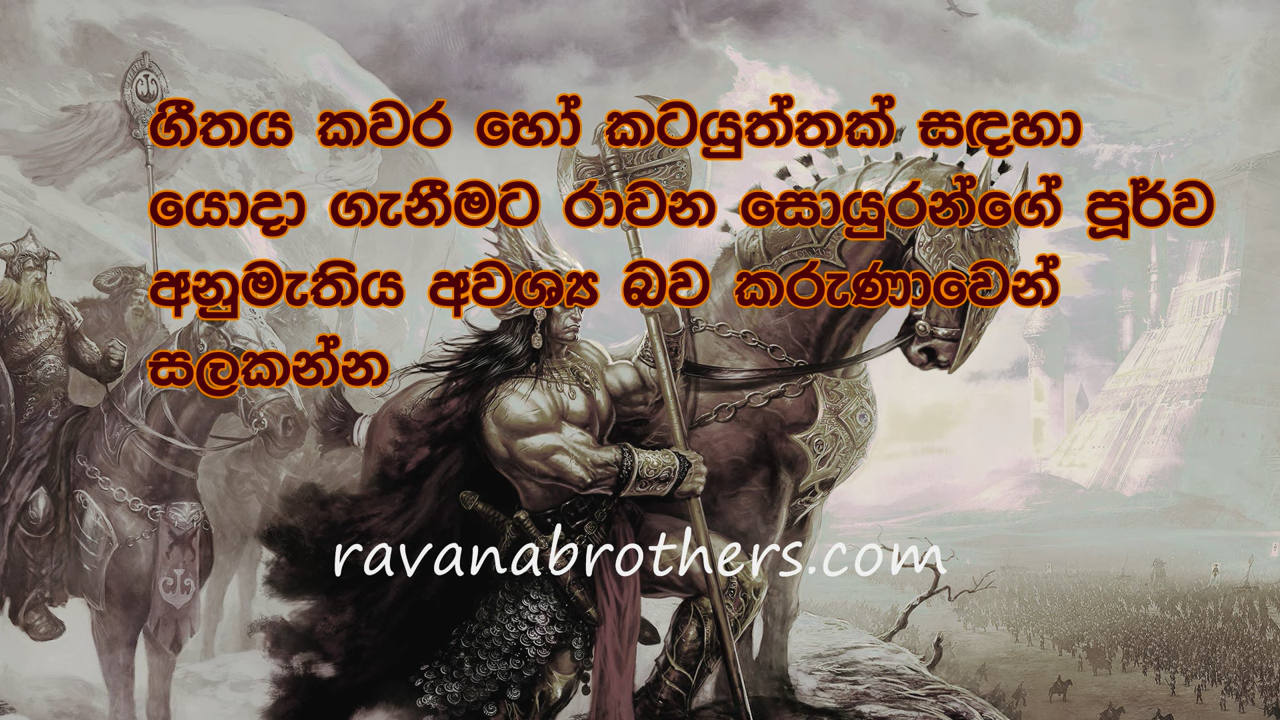 ගීතය කවර හෝ කටයුත්තක් සඳහා
යොදා ගැනීමට රාවන සොයුරන්ගේ පූර්ව
අනුමැතිය අවශ්‍ය බව කරුණාවෙන්
සලකන්න
ravanabrothers.com